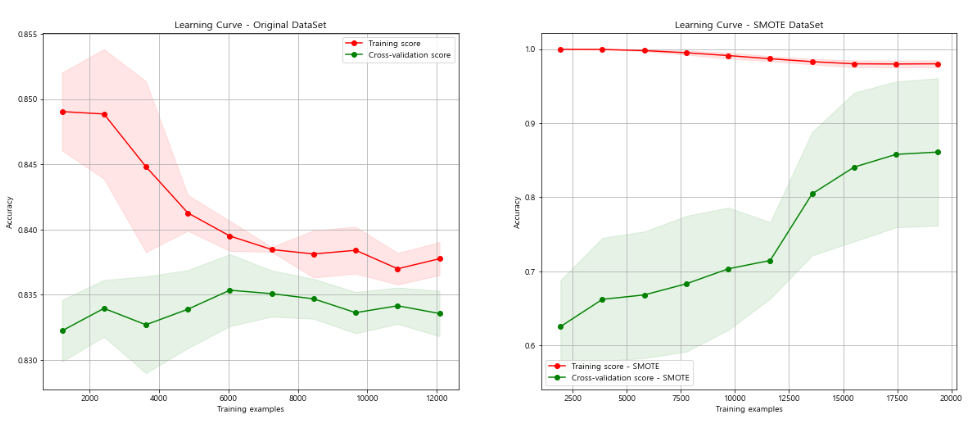 Learning Curve - Original DataSet
Training score
Cross-validation score
Accuracy
0.855
0.850
0.845
0.840
0.835
0.830
2000 4000 6000 8000 10000 12000
Training examples
Learning Curve - SMOTE DataSet
Accuracy
1.0
0.9
0.8
0.7
0.6
Training score - SMOTE
Cross-validation score - SMOTE
2500 5000 7500 10000 12500 15000 17500 20000
Training examples